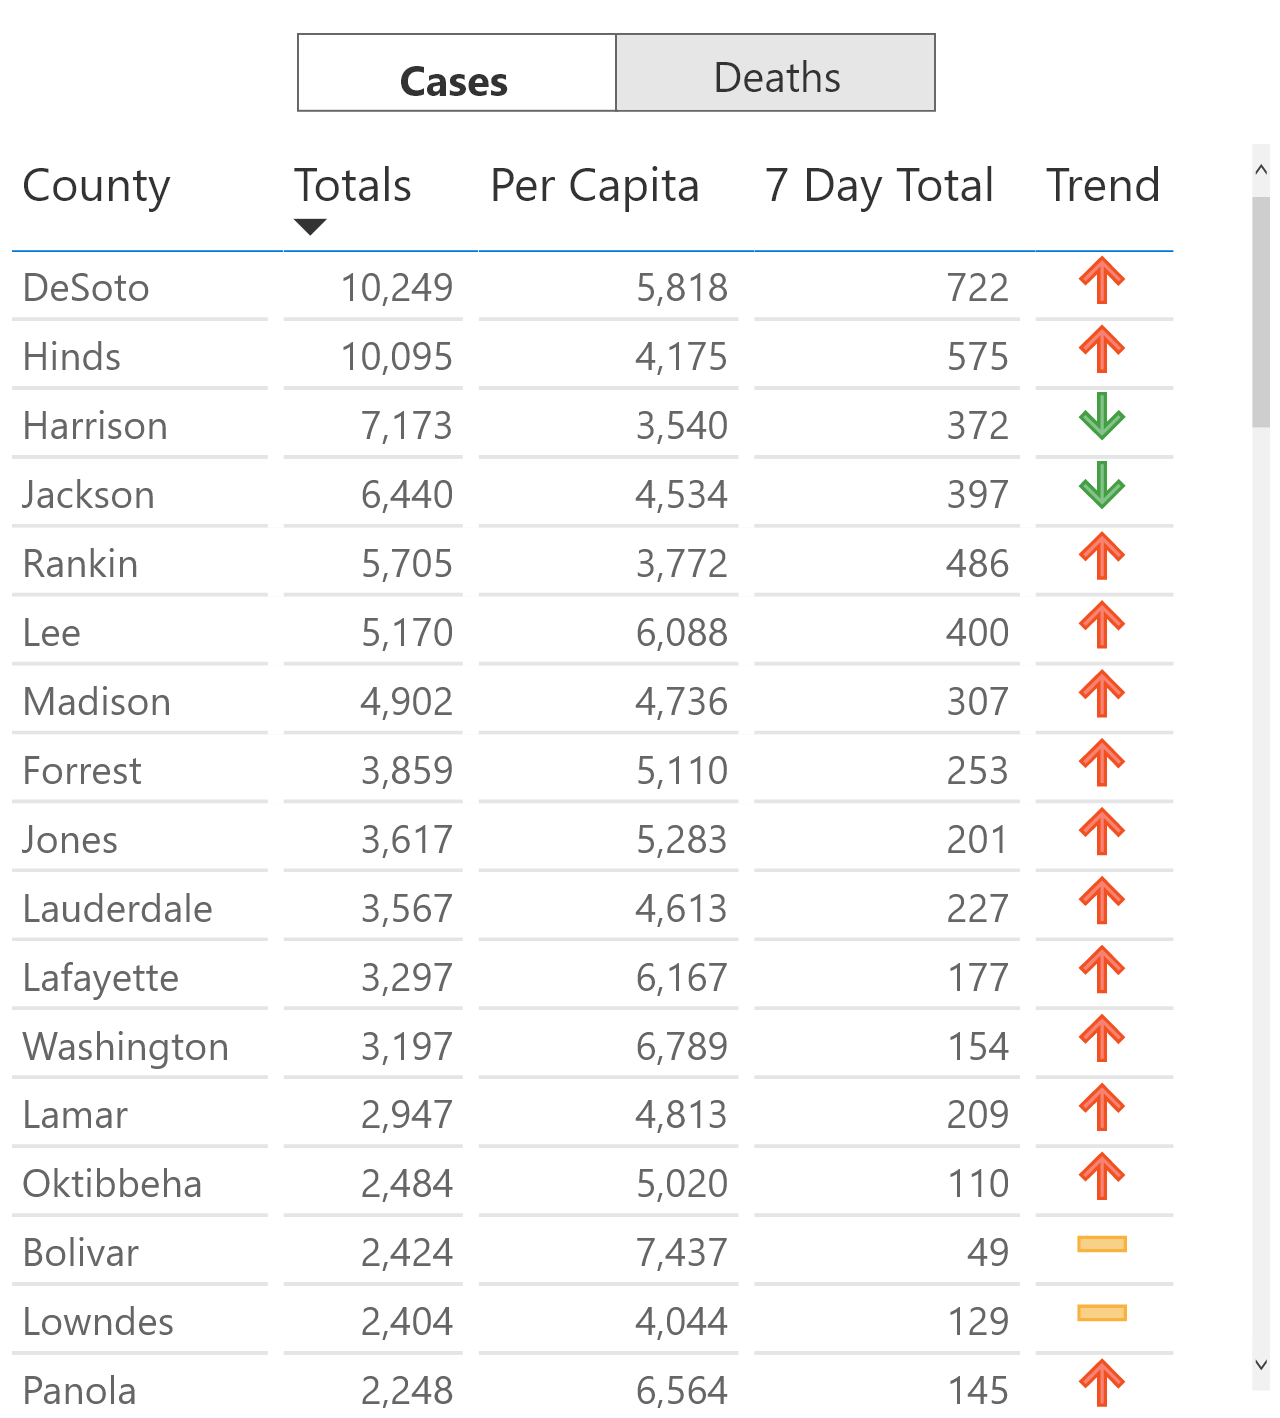 Cases Deaths
County Totals Per Capita 7 Day Total Trend
DeSoto 10,249 5,818 722
Hinds 10,095 4,175 575
Harrison 7,173 3,540 372
Jackson 6,440 4,534 397
Rankin 5,705 3,772 486
Lee 5,170 6,088 400
Madison 4,902 4,736 307
Forrest 3,859 5,110 253
Jones 3,617 5,283 201
Lauderdale 3,567 4,613 227
Lafayette 3,297 6,167 177
Washington 3,197 6,789 154
Lamar 2,947 4,813 209
Oktibbeha 2,484 5,020 110
Bolivar 2,424 7,437 49
Lowndes 2,404 4,044 129
Panola 2,248 6,564 145